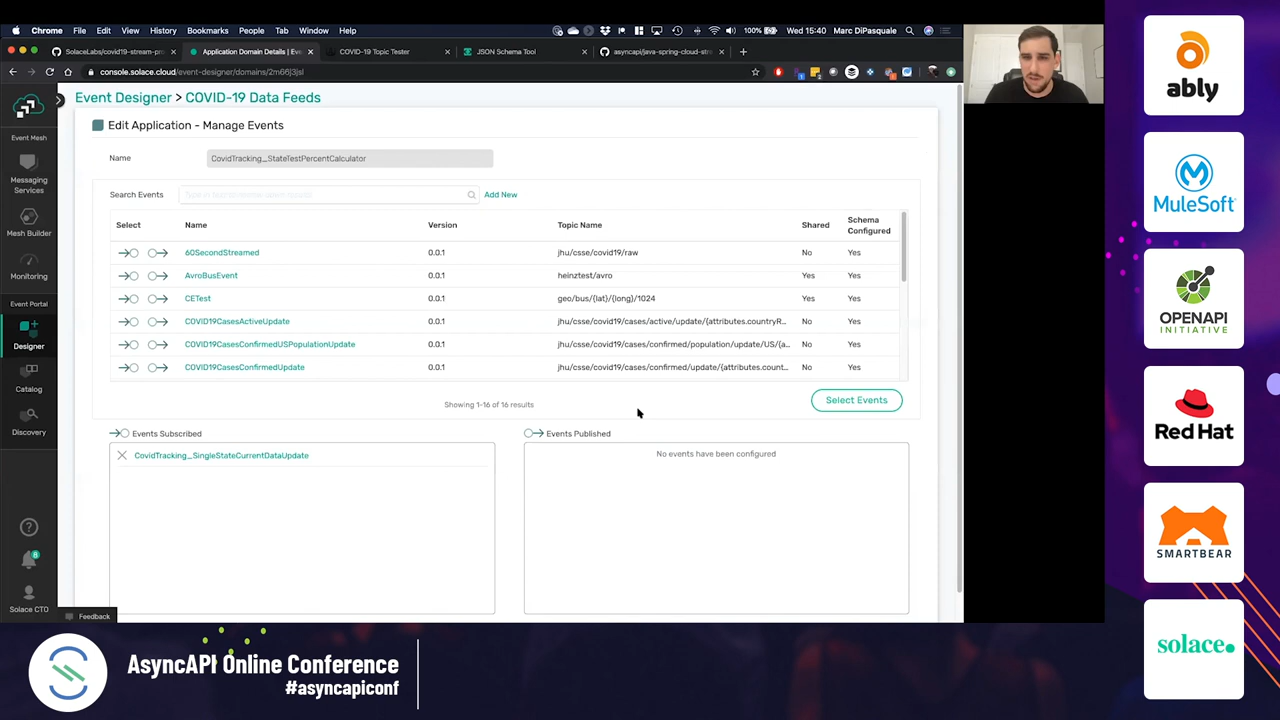 Chrome File Edit View History Bookmarks People Tab Window Help
100% Wed 15:40 Marc DiPasquale
SolaceLabs/covid19-stream-pro
Application Domain Details | Eve
COVID-19 Topic Tester
JSON Schema Tool
asyncapi/java-spring-cloud-stre
console.solace.cloud/event-designer/domains/2m66j3jsl
Event Designer > COVID-19 Data Feeds
Edit Application - Manage Events
Name CovidTracking_StateTestPercentCalculator
Search Events Add New
Select Name Version Topic Name Shared Schema Configured
60SecondStreamed 0.0.1 jhu/csse/covid19/raw No Yes
AvroBusEvent 0.0.1 heinztest/avro Yes Yes
CETest 0.0.1 geo/bus/{lat}/{long}/1024 Yes Yes
COVID19CasesActiveUpdate 0.0.1 jhu/csse/covid19/cases/active/update/{attributes.countryR... No Yes
COVID19CasesConfirmedUSPopulationUpdate 0.0.1 jhu/csse/covid19/cases/confirmed/population/update/US/{a... No Yes
COVID19CasesConfirmedUpdate 0.0.1 jhu/csse/covid19/cases/confirmed/update/{attributes.count... No Yes
Showing 1-16 of 16 results
Select Events
Events Subscribed
CovidTracking_SingleStateCurrentDataUpdate
Events Published
No events have been configured
Event Mesh
Messaging
Services
Mesh Builder
Monitoring
Event Portal
Designer
Catalog
Discovery
8
Solace CTO
Feedback
ably
MuleSoft
OPENAPI
INITIATIVE
Red Hat
SMARTBEAR
solace.
AsyncAPI Online Conference
#asyncapiconf